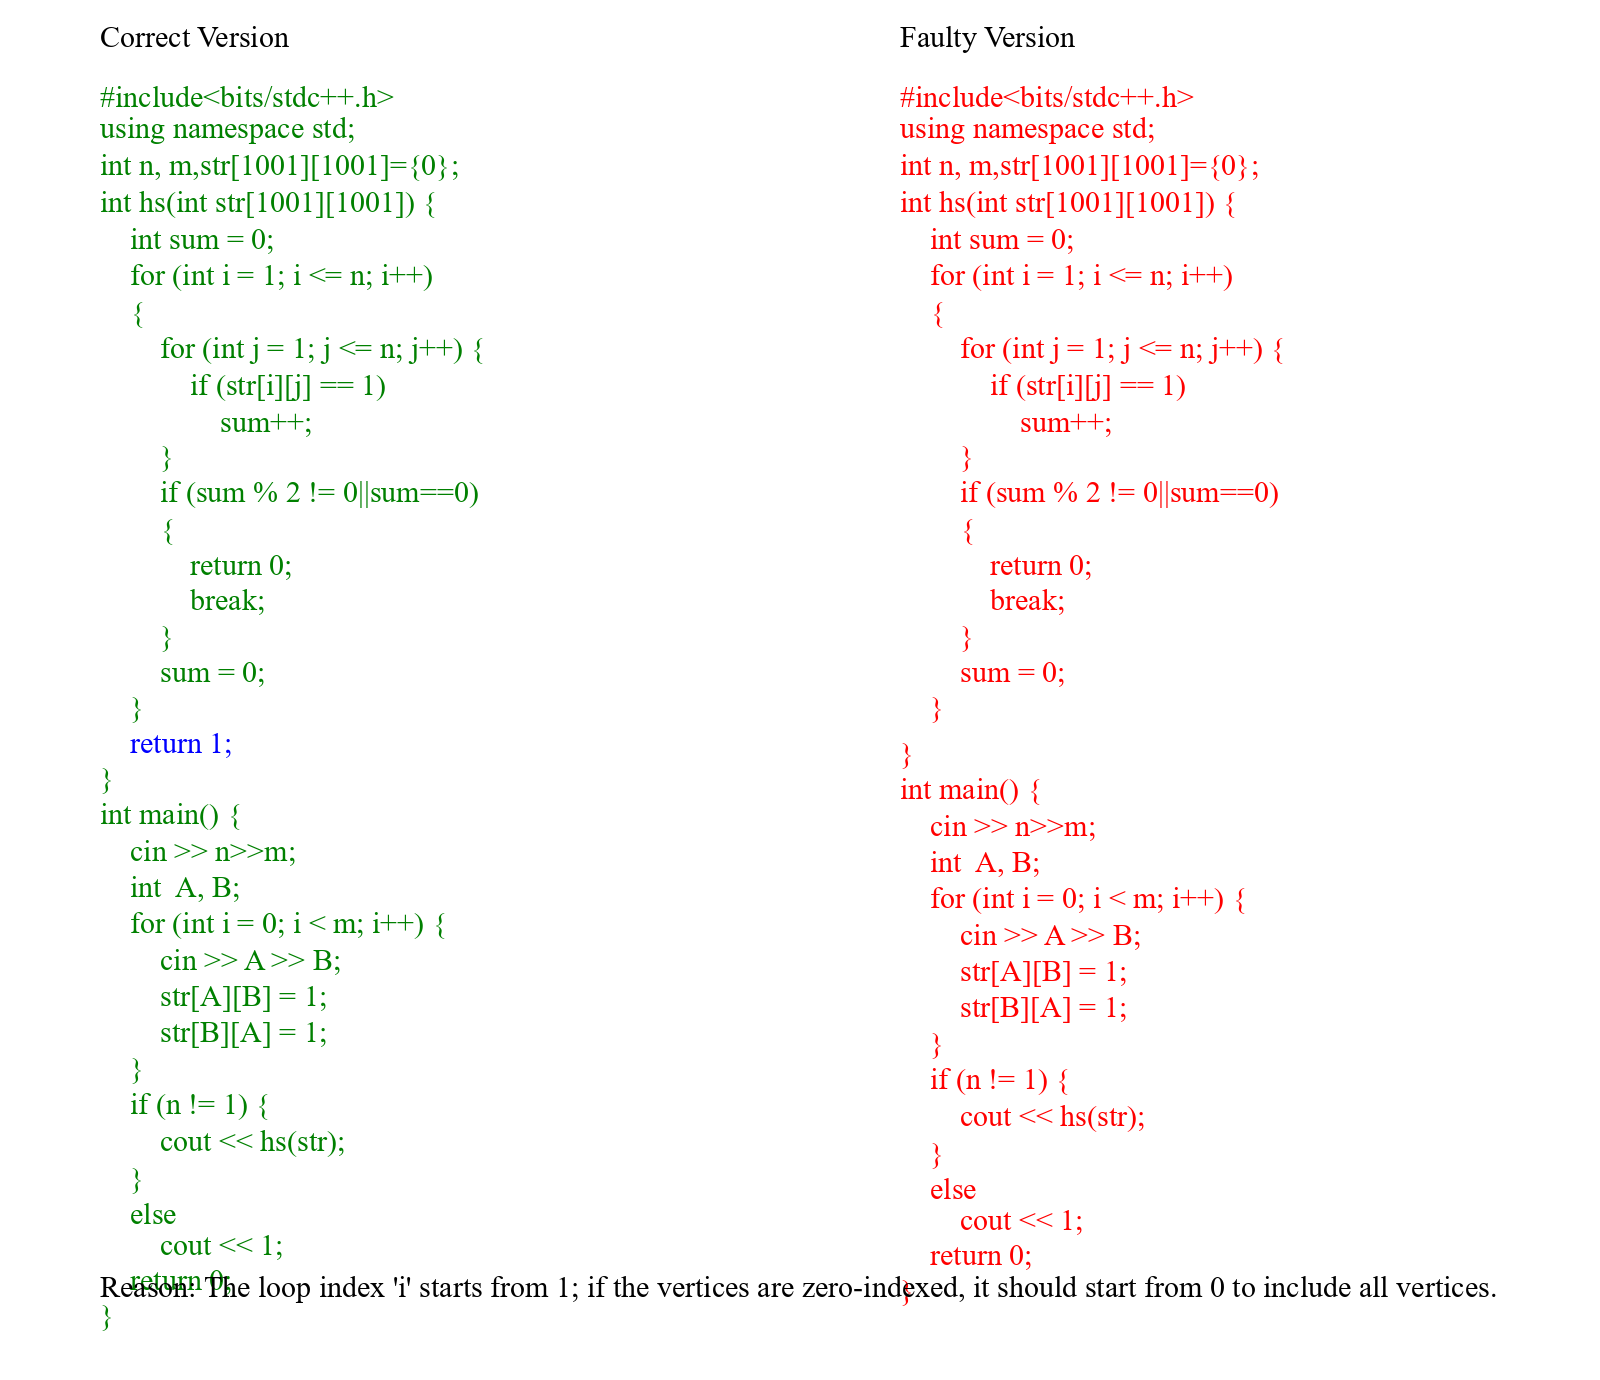 Correct Version
#include<bits/stdc++.h>
using namespace std;
int n, m,str[1001][1001]={0};
int hs(int str[1001][1001]) {
    int sum = 0;
    for (int i = 1; i <= n; i++)
    {
        for (int j = 1; j <= n; j++) {
            if (str[i][j] == 1)
                sum++;
        }
        if (sum % 2 != 0||sum==0)
        {
            return 0;
            break;
        }
        sum = 0;
    }
    return 1;
}
int main() {
    cin >> n>>m;
    int  A, B;
    for (int i = 0; i < m; i++) {
        cin >> A >> B;
        str[A][B] = 1;
        str[B][A] = 1;
    }
    if (n != 1) {
        cout << hs(str);
    }
    else
        cout << 1;
    return 0;
}
Faulty Version
#include<bits/stdc++.h>
using namespace std;
int n, m,str[1001][1001]={0};
int hs(int str[1001][1001]) {
    int sum = 0;
    for (int i = 1; i <= n; i++)
    {
        for (int j = 1; j <= n; j++) {
            if (str[i][j] == 1)
                sum++;
        }
        if (sum % 2 != 0||sum==0)
        {
            return 0;
            break;
        }
        sum = 0;
    }
}
int main() {
    cin >> n>>m;
    int  A, B;
    for (int i = 0; i < m; i++) {
        cin >> A >> B;
        str[A][B] = 1;
        str[B][A] = 1;
    }
    if (n != 1) {
        cout << hs(str);
    }
    else
        cout << 1;
    return 0;
}
Reason: The loop index 'i' starts from 1; if the vertices are zero-indexed, it should start from 0 to include all vertices.